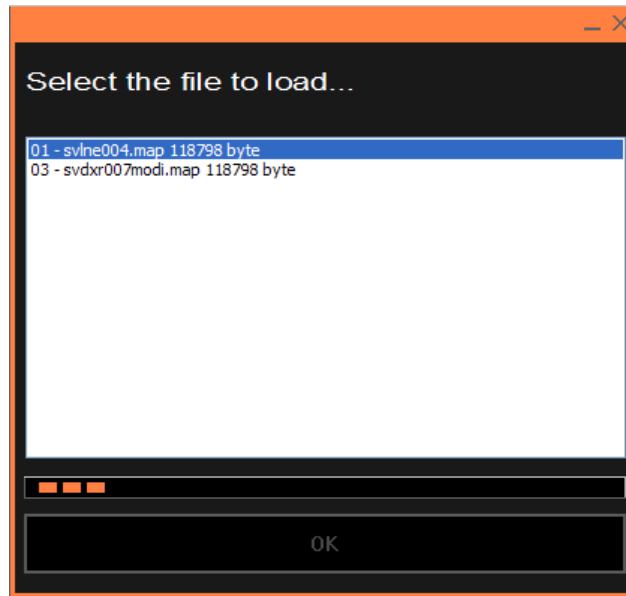 Select the file to load...
01 - svlne004.map 118798 byte
03 - svdxr007modi.map 118798 byte
OK